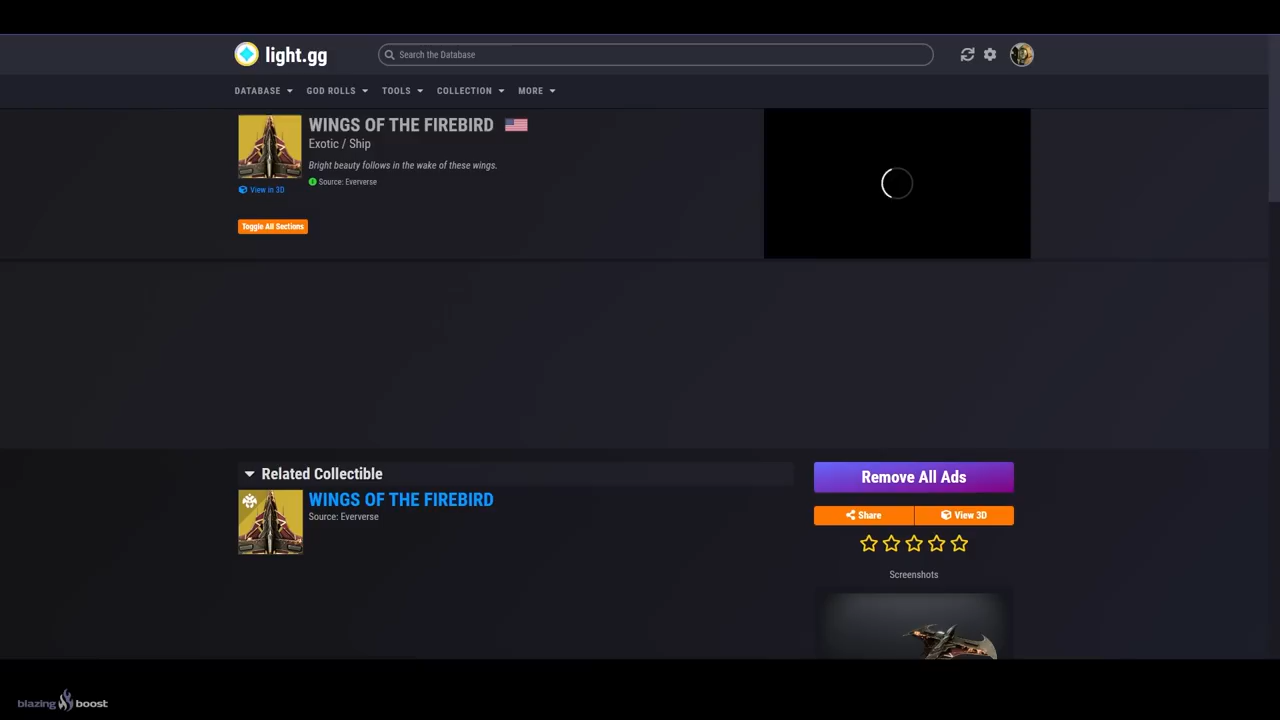 light.gg
Search the Database
DATABASE GOD ROLLS TOOLS COLLECTION MORE
WINGS OF THE FIREBIRD
Exotic / Ship
Bright beauty follows in the wake of these wings.
Source: Eververse
View in 3D
Toggle All Sections
Related Collectible
WINGS OF THE FIREBIRD
Source: Eververse
Remove All Ads
Share View 3D
Screenshots
blazing boost